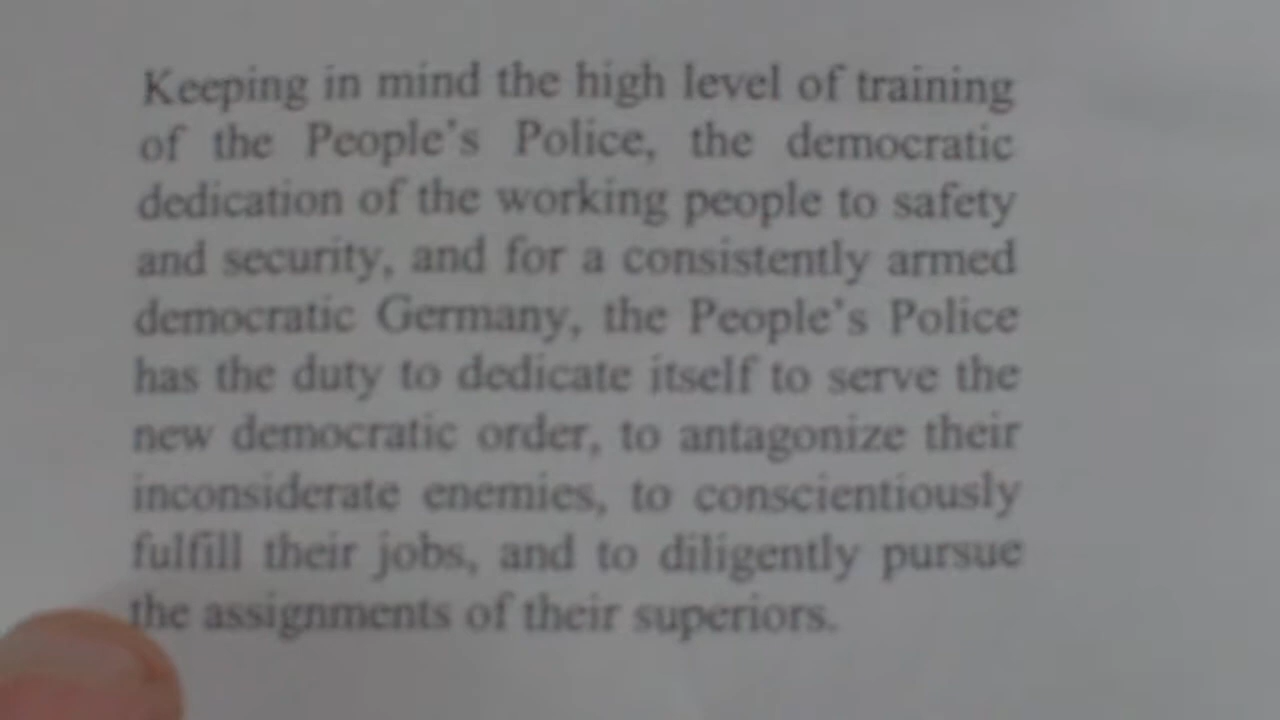 Keeping in mind the high level of training
of the People's Police, the democratic
dedication of the working people to safety
and security, and for a consistently armed
democratic Germany, the People's Police
has the duty to dedicate itself to serve the
new democratic order, to antagonize their
inconsiderate enemies, to conscientiously
fulfill their jobs, and to diligently pursue
the assignments of their superiors.